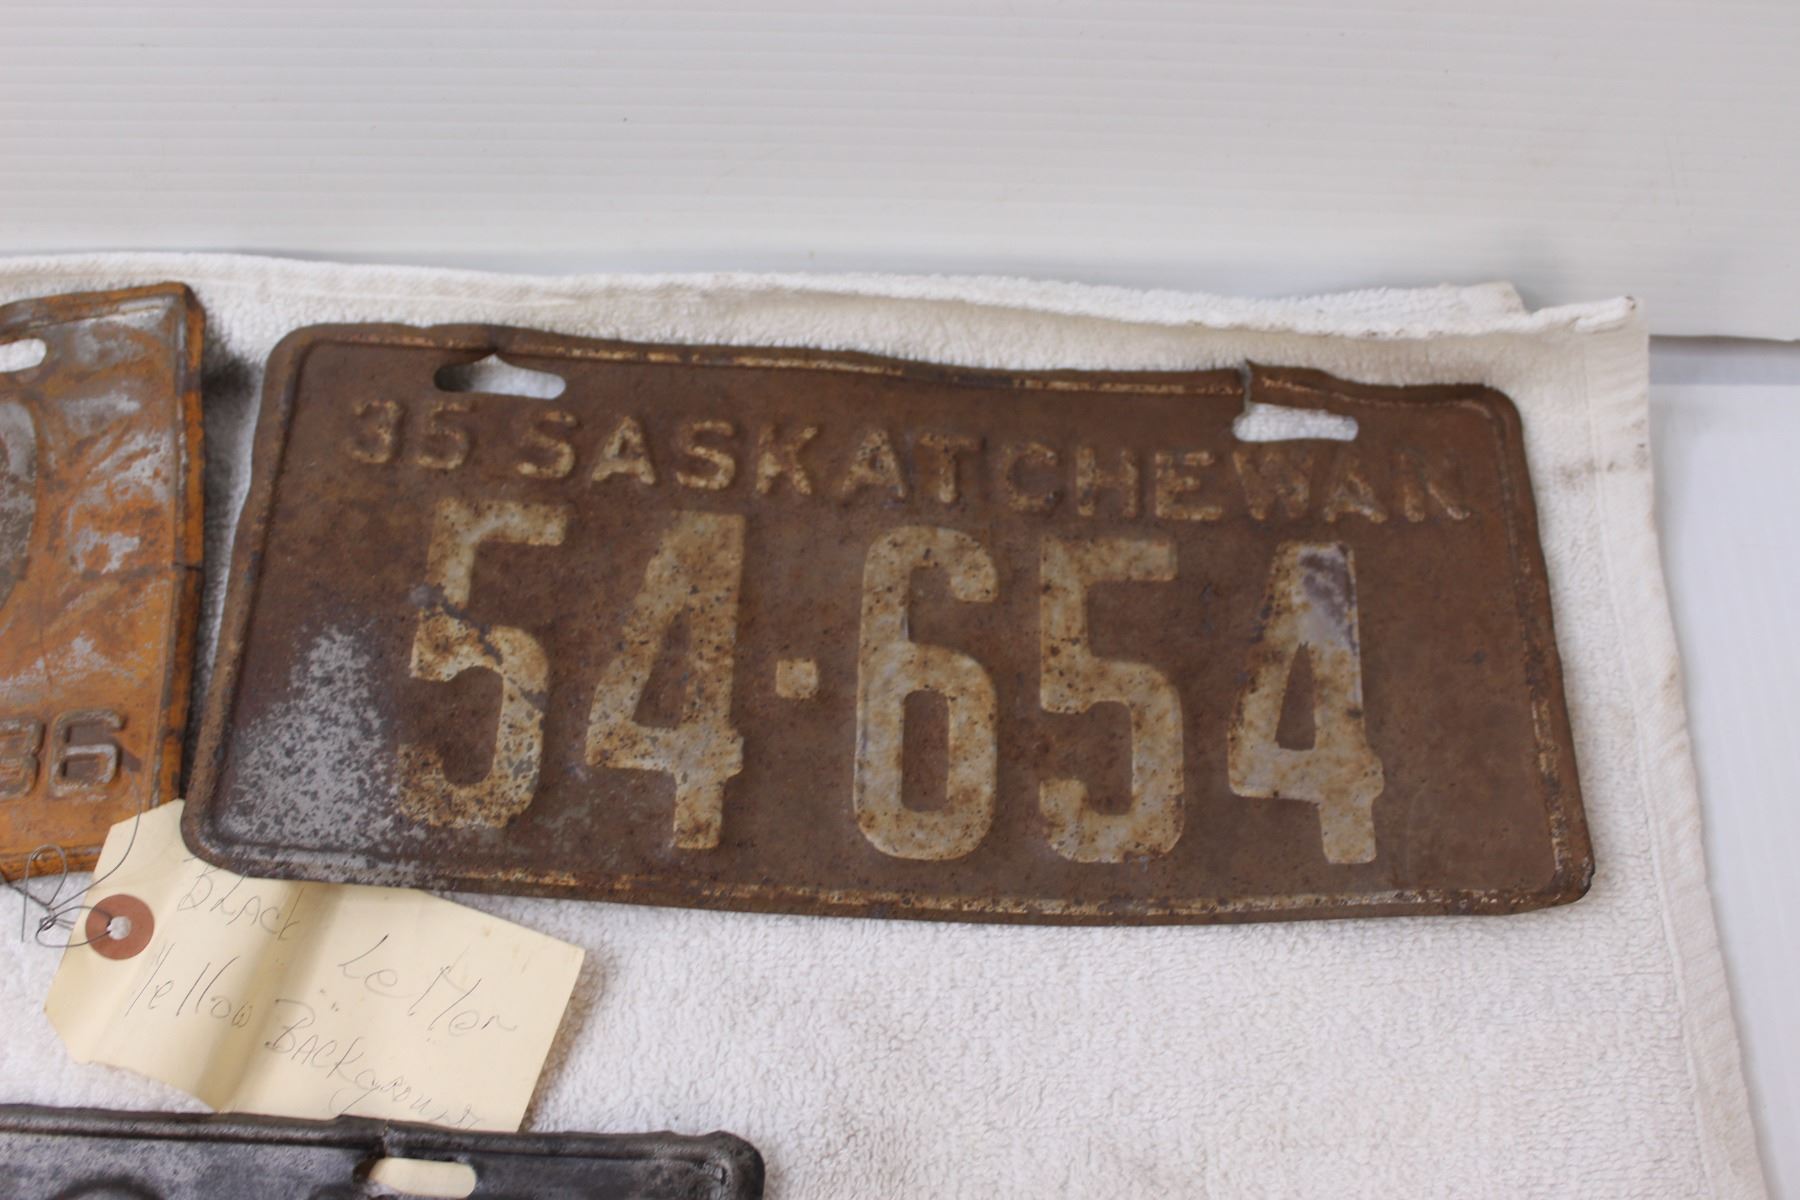 35 SASKATCHEWAN
54·654
36
Black Letter
Yellow Background